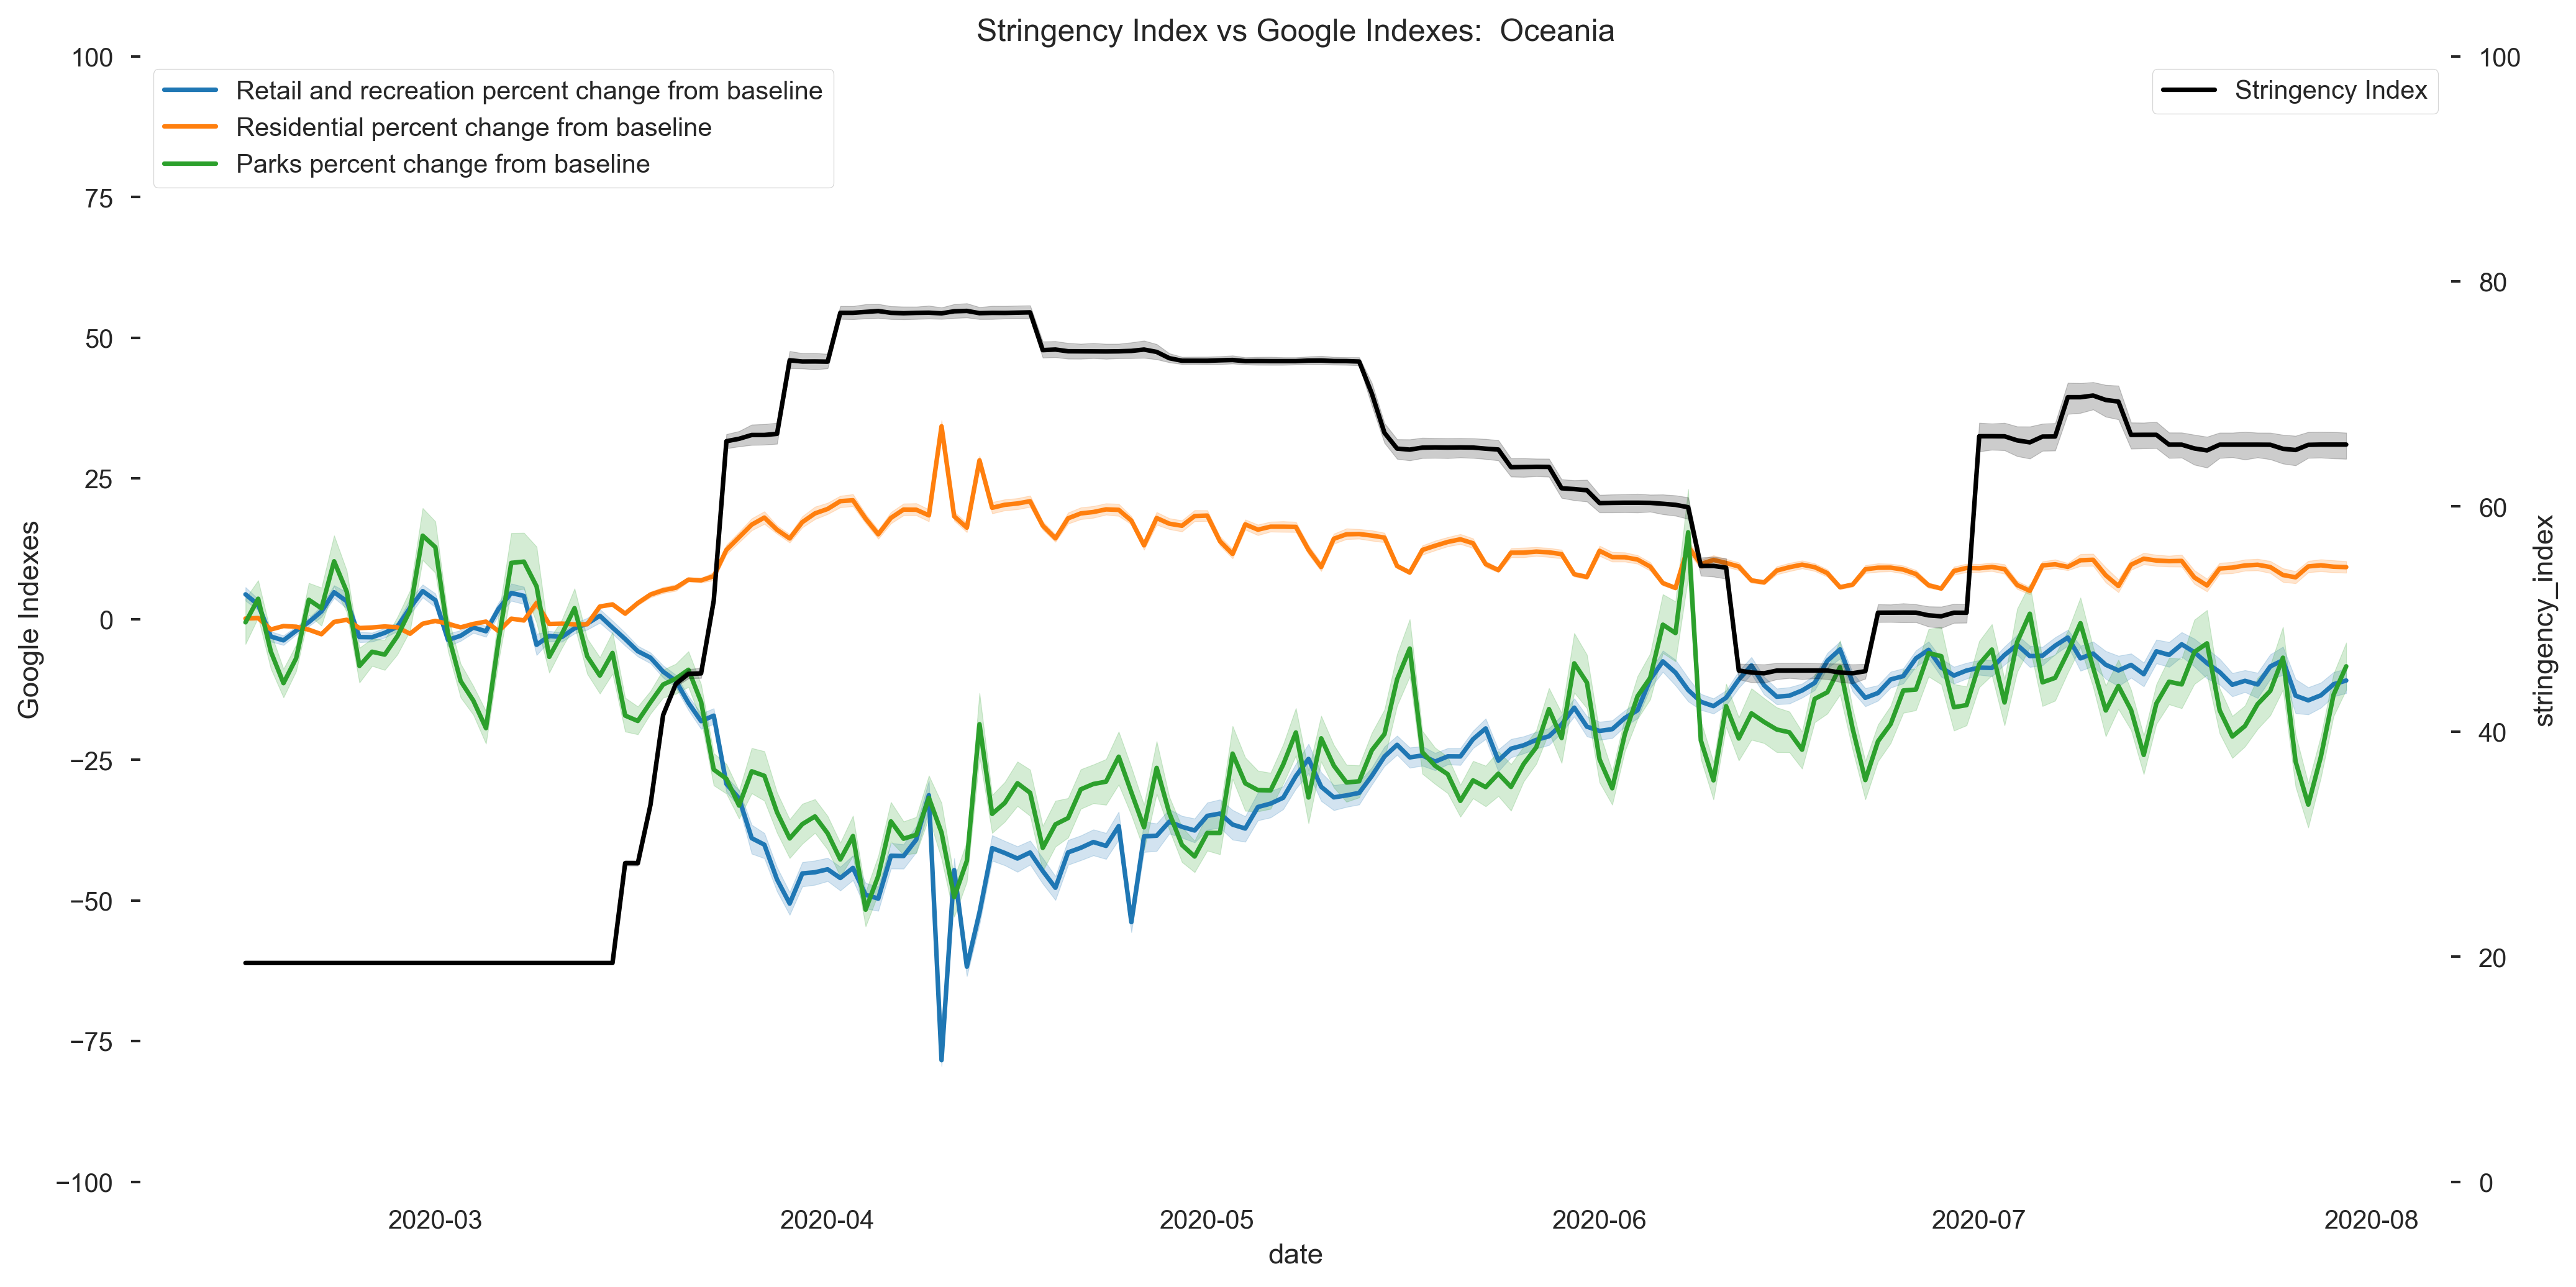 Stringency Index vs Google Indexes:  Oceania
Retail and recreation percent change from baseline
Residential percent change from baseline
Parks percent change from baseline
Stringency Index
100
75
50
25
0
−25
−50
−75
−100
Google Indexes
100
80
60
40
20
0
stringency_index
2020-03
2020-04
2020-05
2020-06
2020-07
2020-08
date